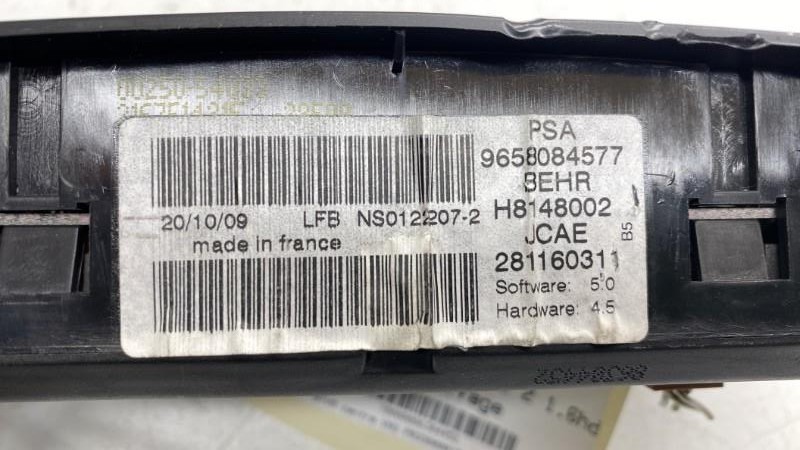 PSA
9658084577
BEHR
H8148002
JCAE
281160311
B5
Software: 5.0
Hardware: 4.5
20/10/09 LFB NS012207-2
made in france